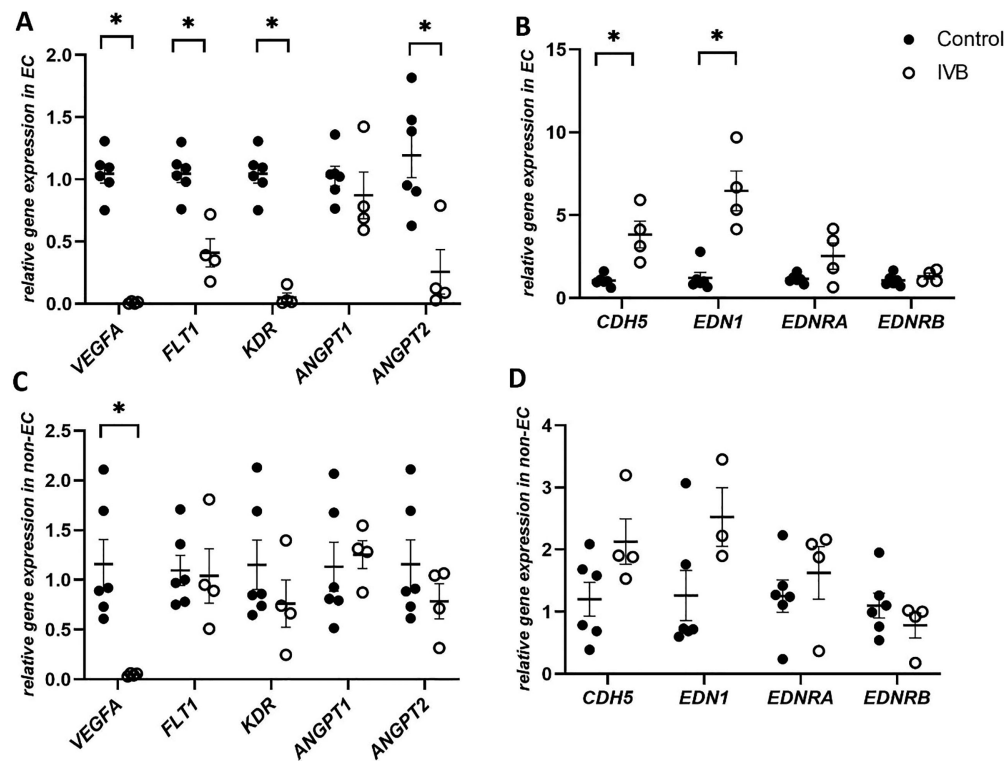 A
relative gene expression in EC
* * * *
2.0
1.5
1.0
0.5
0.0
VEGFA FLT1 KDR ANGPT1 ANGPT2
B
relative gene expression in EC
* *
15
10
5
0
CDH5 EDN1 EDNRA EDNRB
Control
IVB
C
relative gene expression in non-EC
*
2.5
2.0
1.5
1.0
0.5
0.0
VEGFA FLT1 KDR ANGPT1 ANGPT2
D
relative gene expression in non-EC
4
3
2
1
0
CDH5 EDN1 EDNRA EDNRB